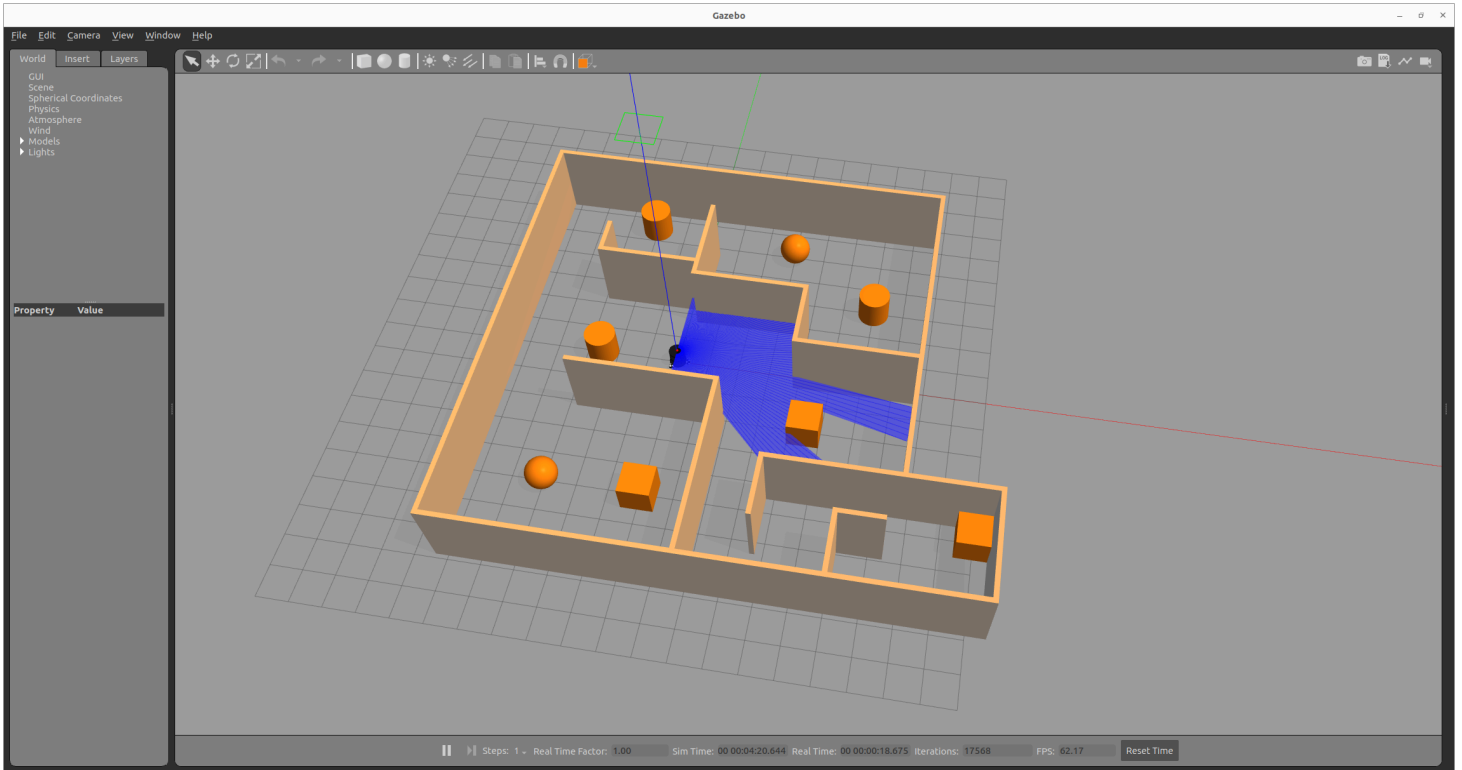 Gazebo
File Edit Camera View Window Help
World Insert Layers
GUI
Scene
Spherical Coordinates
Physics
Atmosphere
Wind
Models
Lights
Property Value
Steps: 1 Real Time Factor: 1.00 Sim Time: 00 00:04:20.644 Real Time: 00 00:00:18.675 Iterations: 17568 FPS: 62.17 Reset Time